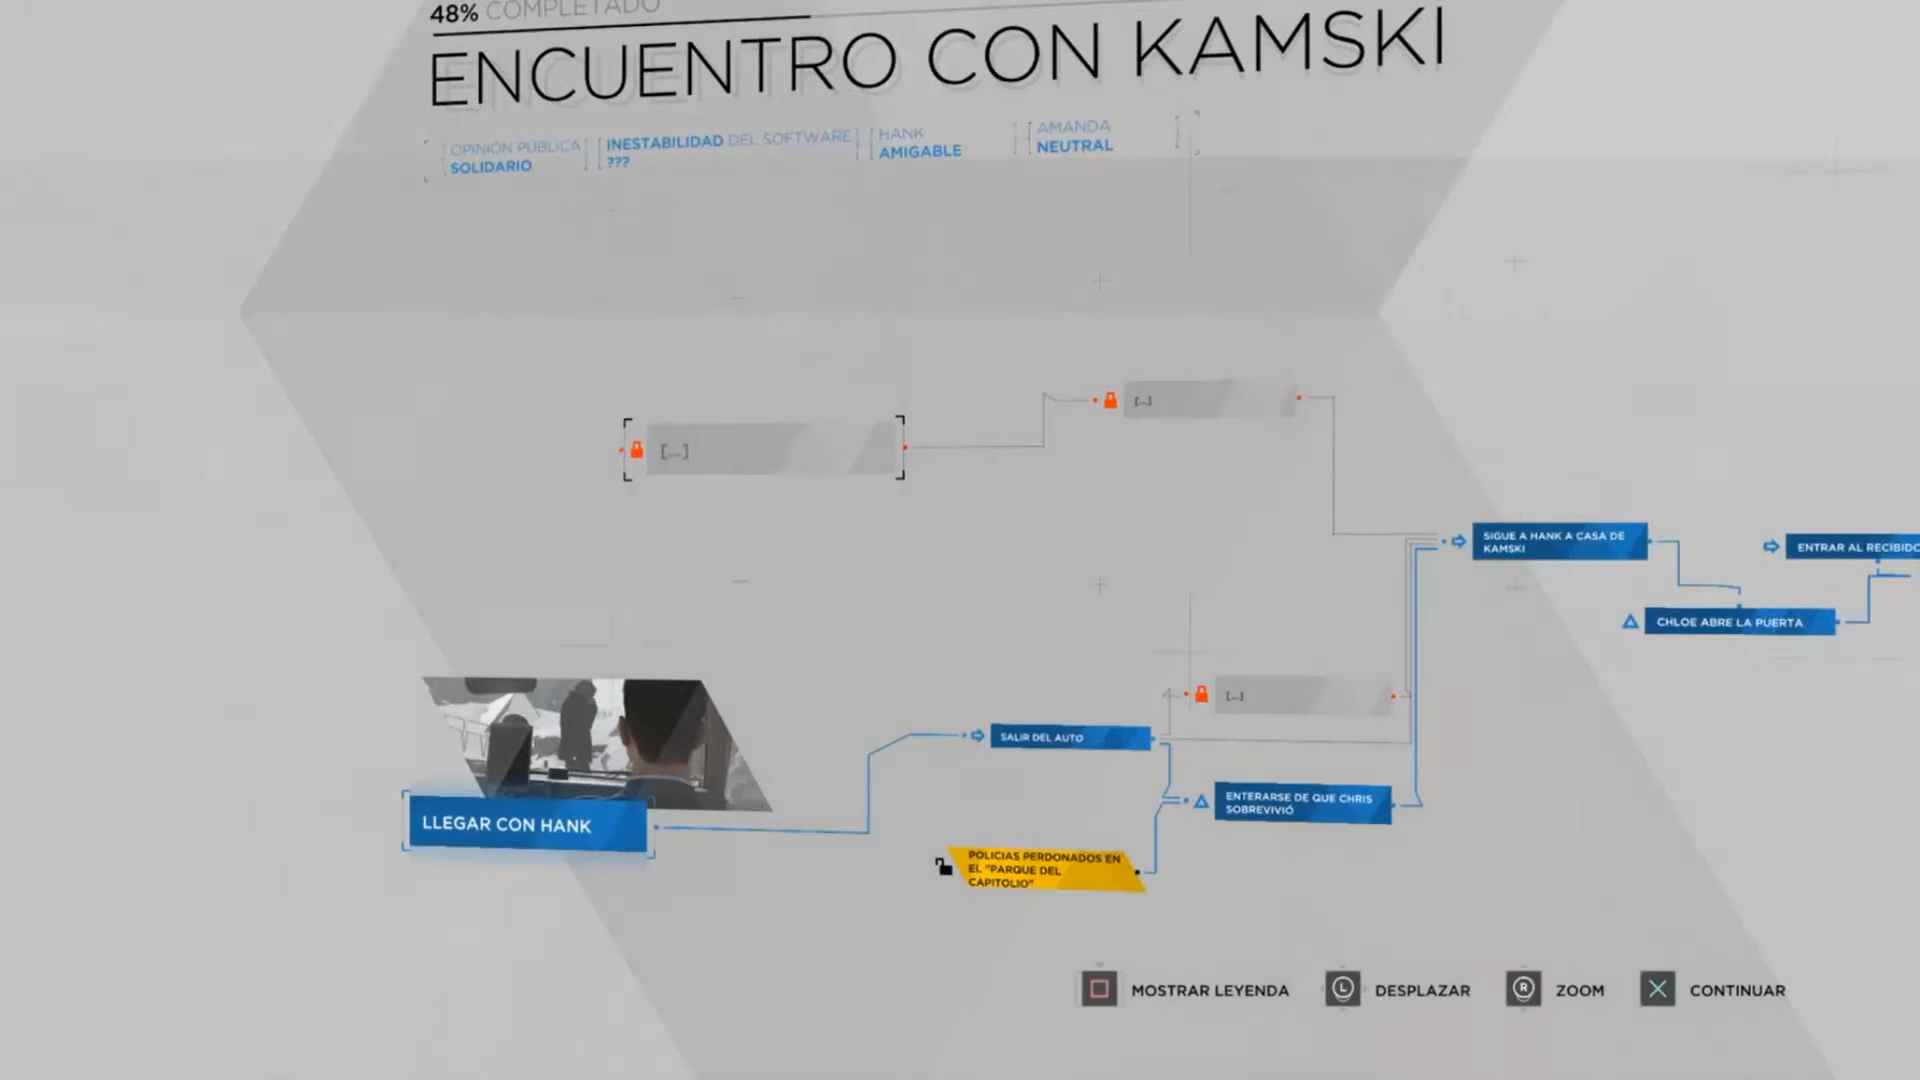 48% COMPLETADO
ENCUENTRO CON KAMSKI
OPINIÓN PÚBLICA
SOLIDARIO
INESTABILIDAD DEL SOFTWARE
???
HANK
AMIGABLE
AMANDA
NEUTRAL
[...]
[...]
SIGUE A HANK A CASA DE
KAMSKI
ENTRAR AL RECIBIDO
CHLOE ABRE LA PUERTA
[...]
SALIR DEL AUTO
ENTERARSE DE QUE CHRIS
SOBREVIVIÓ
LLEGAR CON HANK
POLICIAS PERDONADOS EN
EL "PARQUE DEL
CAPITOLIO"
MOSTRAR LEYENDA
L
DESPLAZAR
R
ZOOM
CONTINUAR